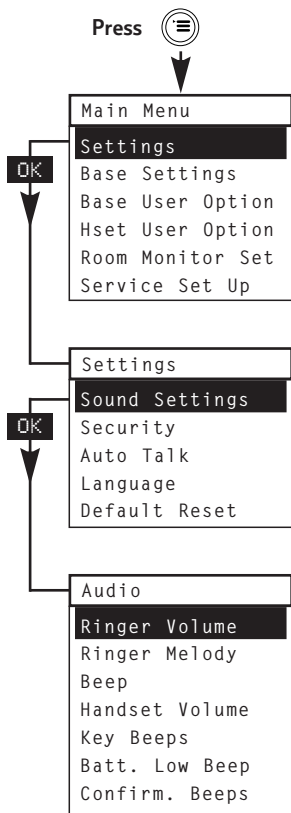 Press
Main Menu
Settings
OK
Base Settings
Base User Option
Hset User Option
Room Monitor Set
Service Set Up
Settings
Sound Settings
OK
Security
Auto Talk
Language
Default Reset
Audio
Ringer Volume
Ringer Melody
Beep
Handset Volume
Key Beeps
Batt. Low Beep
Confirm. Beeps